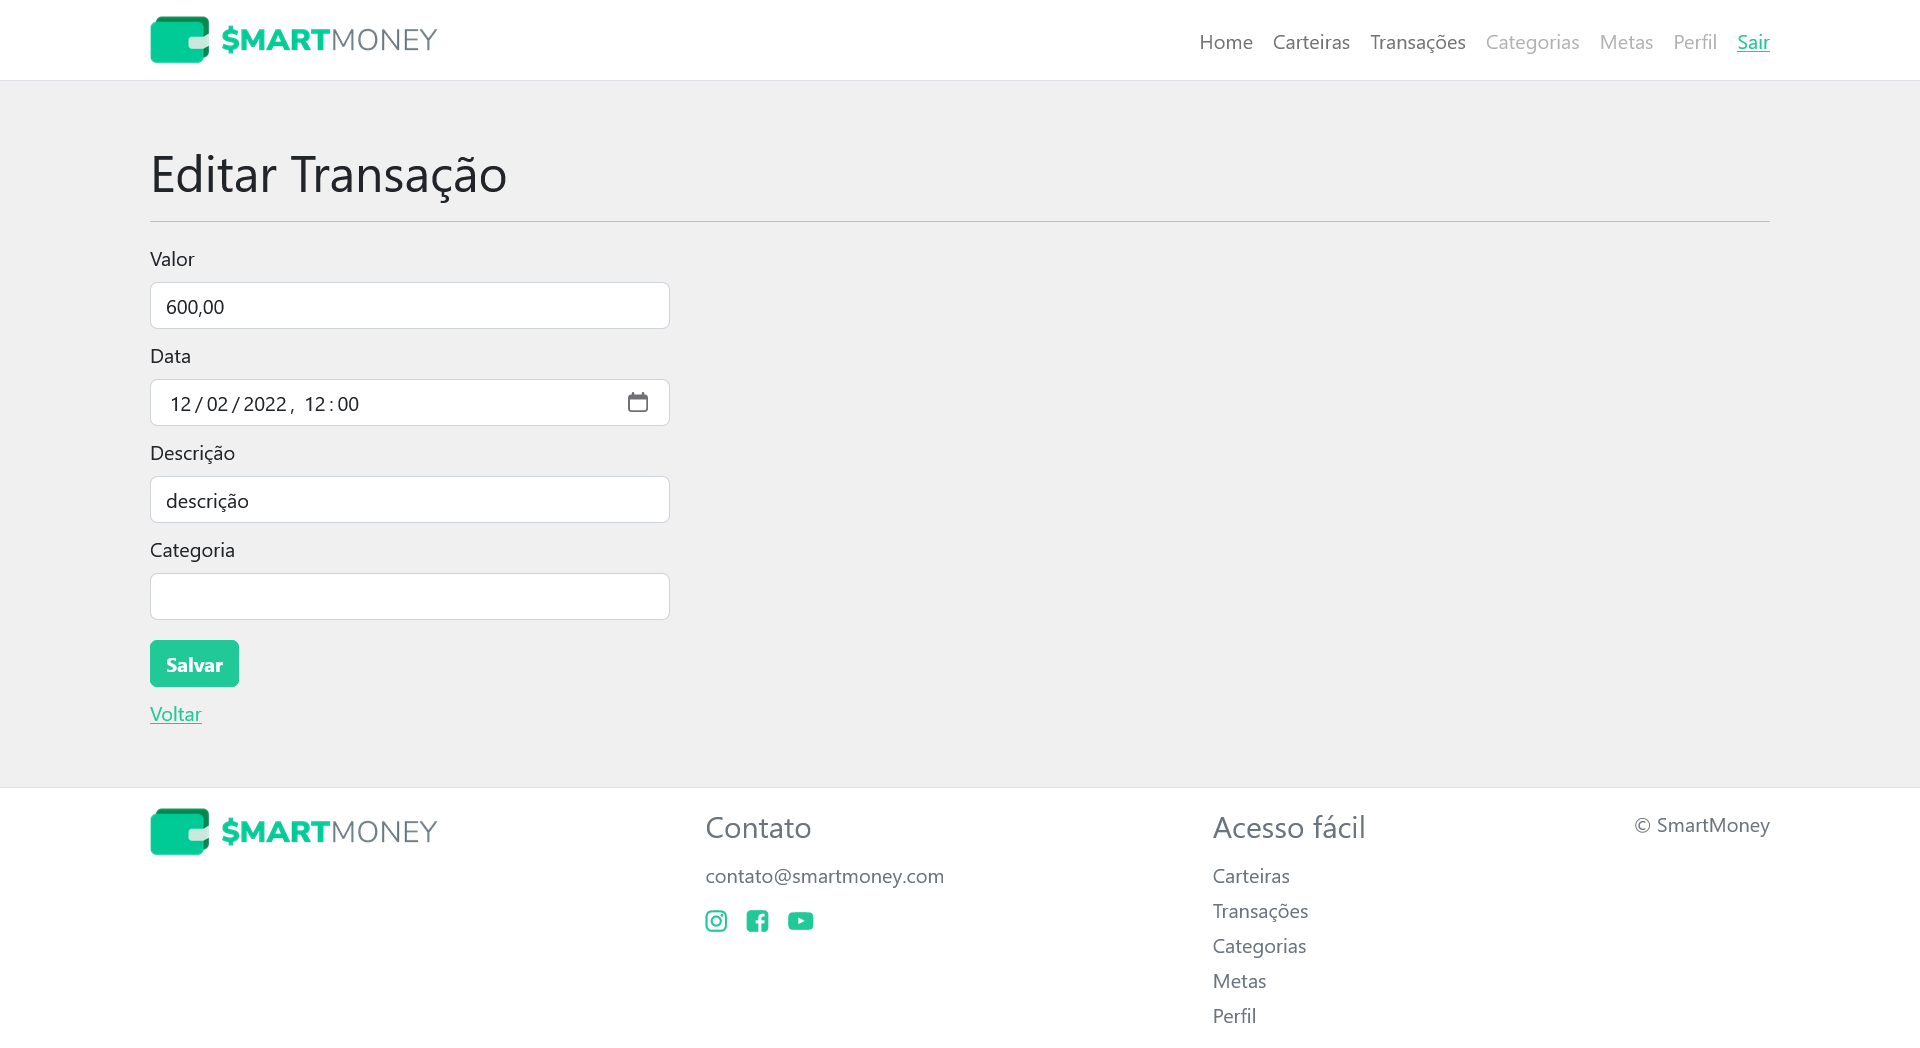 $MARTMONEY
Home Carteiras Transações Categorias Metas Perfil Sair
Editar Transação
Valor
600,00
Data
12/02/2022, 12:00
Descrição
descrição
Categoria
Salvar
Voltar
$MARTMONEY
Contato
contato@smartmoney.com
Acesso fácil
Carteiras
Transações
Categorias
Metas
Perfil
© SmartMoney